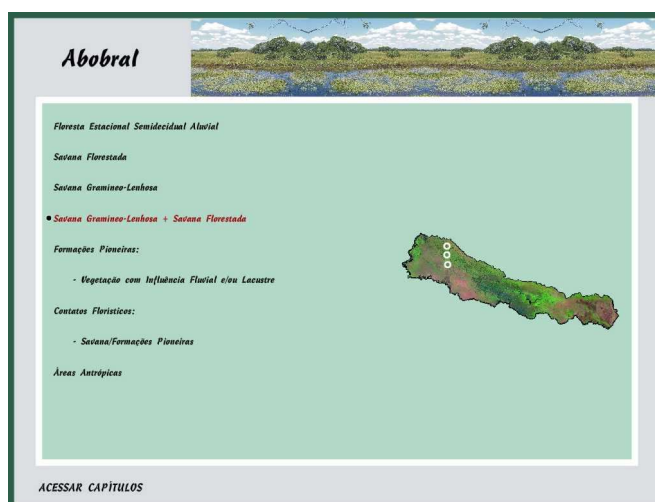 Abobral
Floresta Estacional Semidecidual Aluvial
Savana Florestada
Savana Gramíneo-Lenhosa
Savana Gramíneo-Lenhosa + Savana Florestada
Formações Pioneiras:
- Vegetação com Influência Fluvial e/ou Lacustre
Contatos Florísticos:
- Savana/Formações Pioneiras
Áreas Antrópicas
ACESSAR CAPÍTULOS